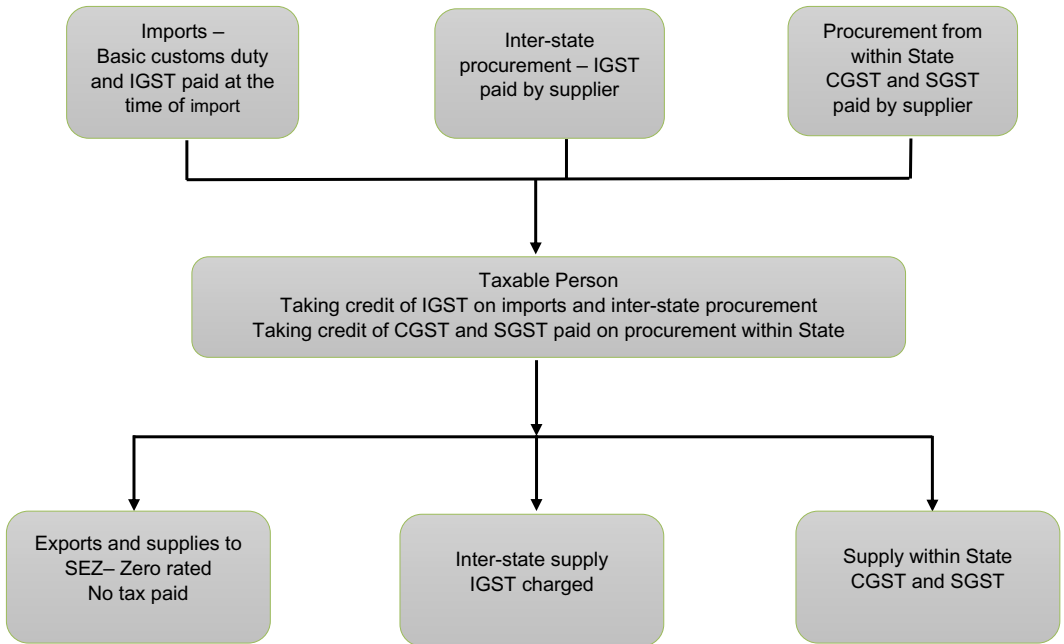 Imports –
Basic customs duty
and IGST paid at the
time of import
Inter-state
procurement – IGST
paid by supplier
Procurement from
within State
CGST and SGST
paid by supplier
Taxable Person
Taking credit of IGST on imports and inter-state procurement
Taking credit of CGST and SGST paid on procurement within State
Exports and supplies to
SEZ– Zero rated
No tax paid
Inter-state supply
IGST charged
Supply within State
CGST and SGST